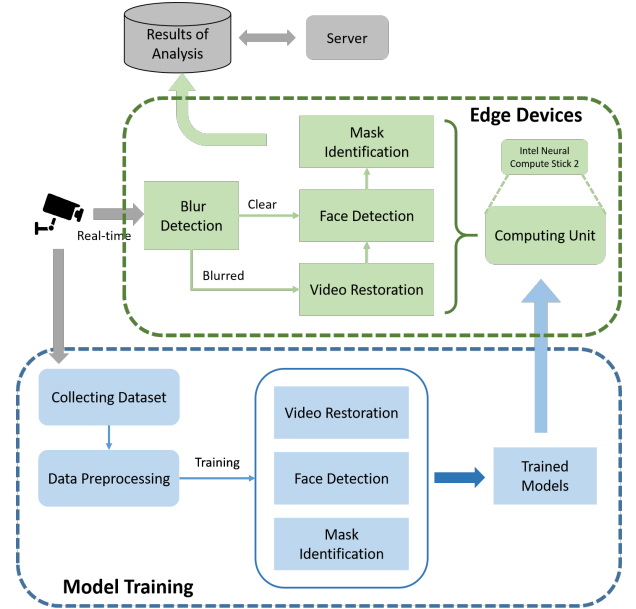 Results of
Analysis
Server
Edge Devices
Mask
Identification
Intel Neural
Compute Stick 2
Blur
Detection
Clear
Face Detection
Computing Unit
Real-time
Blurred
Video Restoration
Collecting Dataset
Video Restoration
Data Preprocessing
Training
Face Detection
Trained
Models
Mask
Identification
Model Training